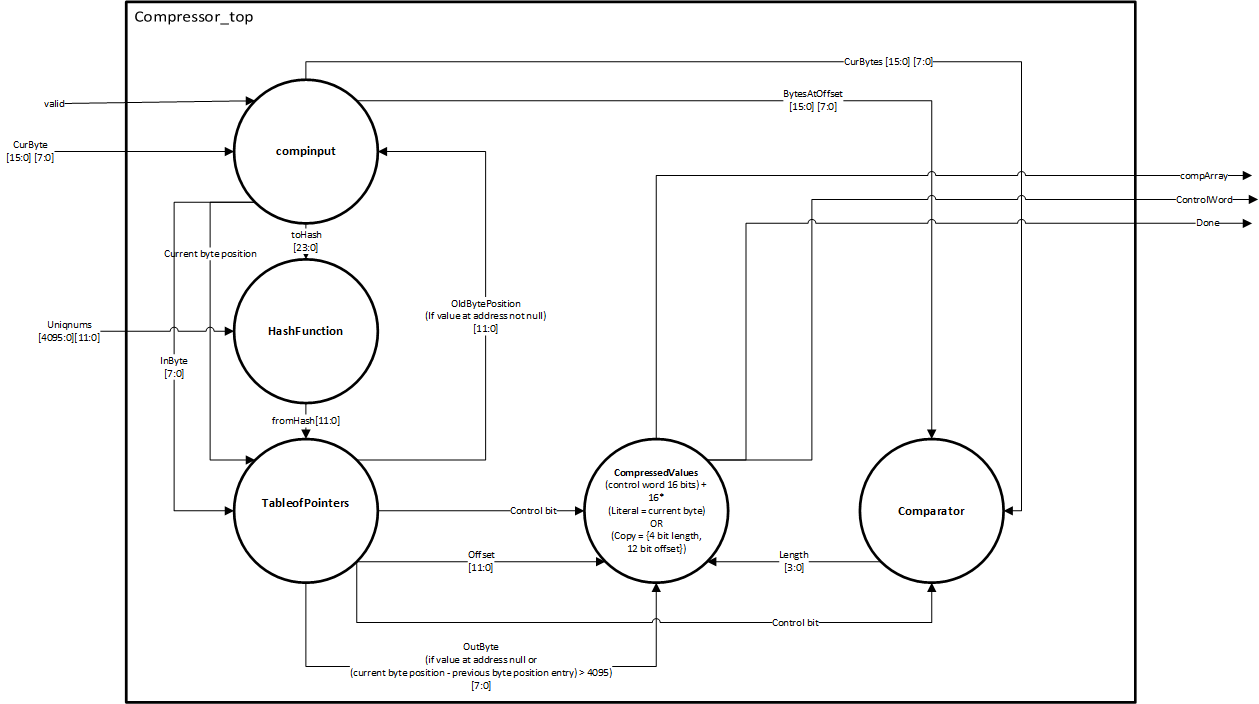 Compressor_top
CurBytes [15:0] [7:0]
BytesAtOffset
[15:0] [7:0]
valid
CurByte
[15:0] [7:0]
compinput
compArray
ControlWord
Done
toHash
[23:0]
Current byte position
OldBytePosition
(If value at address not null)
[11:0]
Uniqnums
[4095:0][11:0]
HashFunction
InByte
[7:0]
fromHash[11:0]
TableofPointers
CompressedValues
(control word 16 bits) +
16*
(Literal = current byte)
OR
(Copy = {4 bit length,
12 bit offset})
Comparator
Control bit
Offset
[11:0]
Length
[3:0]
Control bit
OutByte
(if value at address null or
(current byte position - previous byte position entry) > 4095)
[7:0]